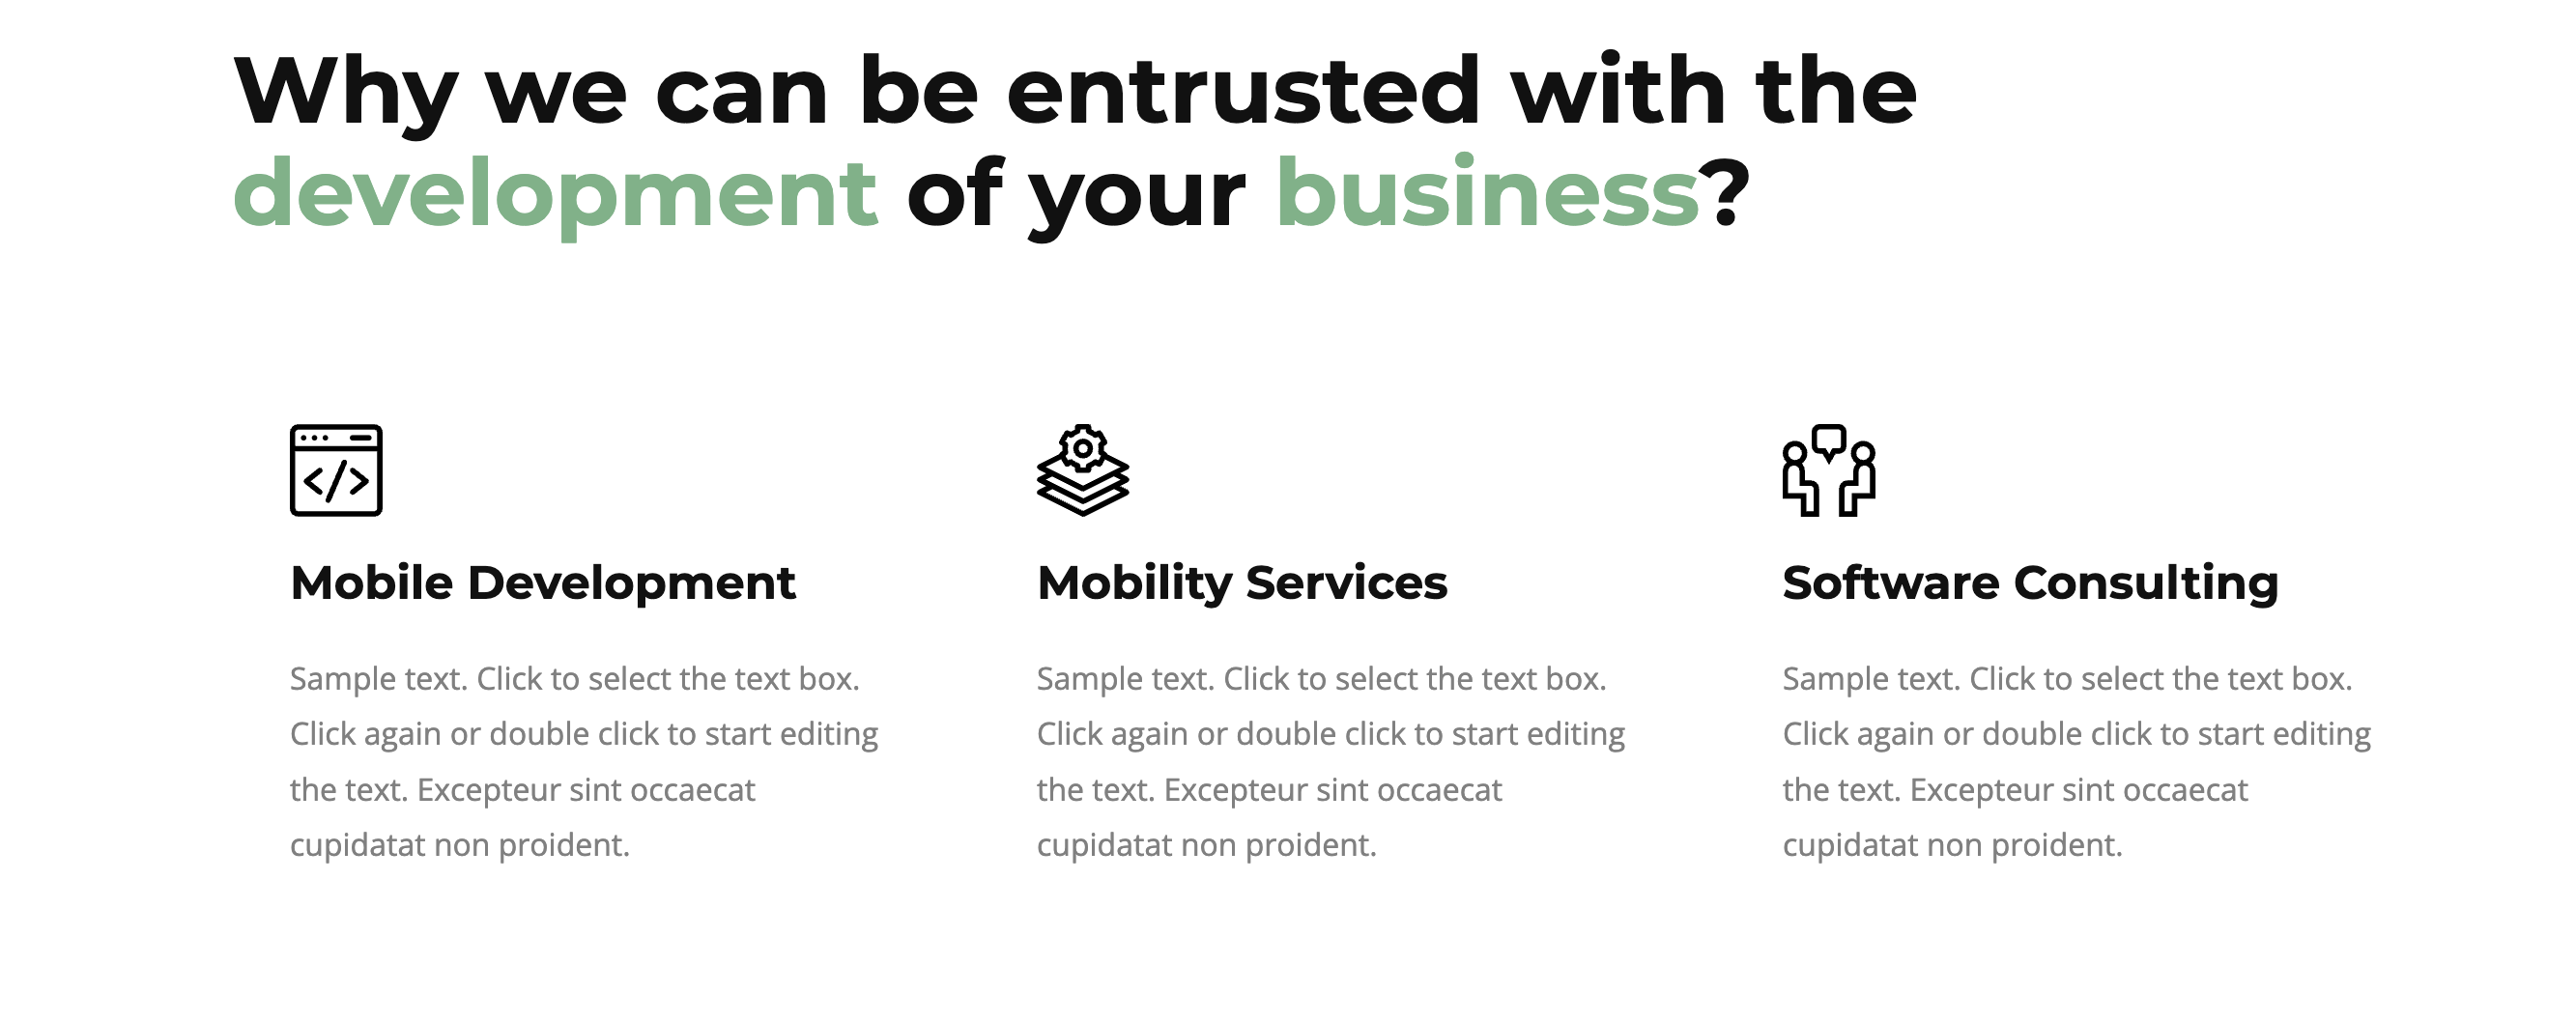 Why we can be entrusted with the
development of your business?
Mobile Development
Sample text. Click to select the text box.
Click again or double click to start editing
the text. Excepteur sint occaecat
cupidatat non proident.
Mobility Services
Sample text. Click to select the text box.
Click again or double click to start editing
the text. Excepteur sint occaecat
cupidatat non proident.
Software Consulting
Sample text. Click to select the text box.
Click again or double click to start editing
the text. Excepteur sint occaecat
cupidatat non proident.